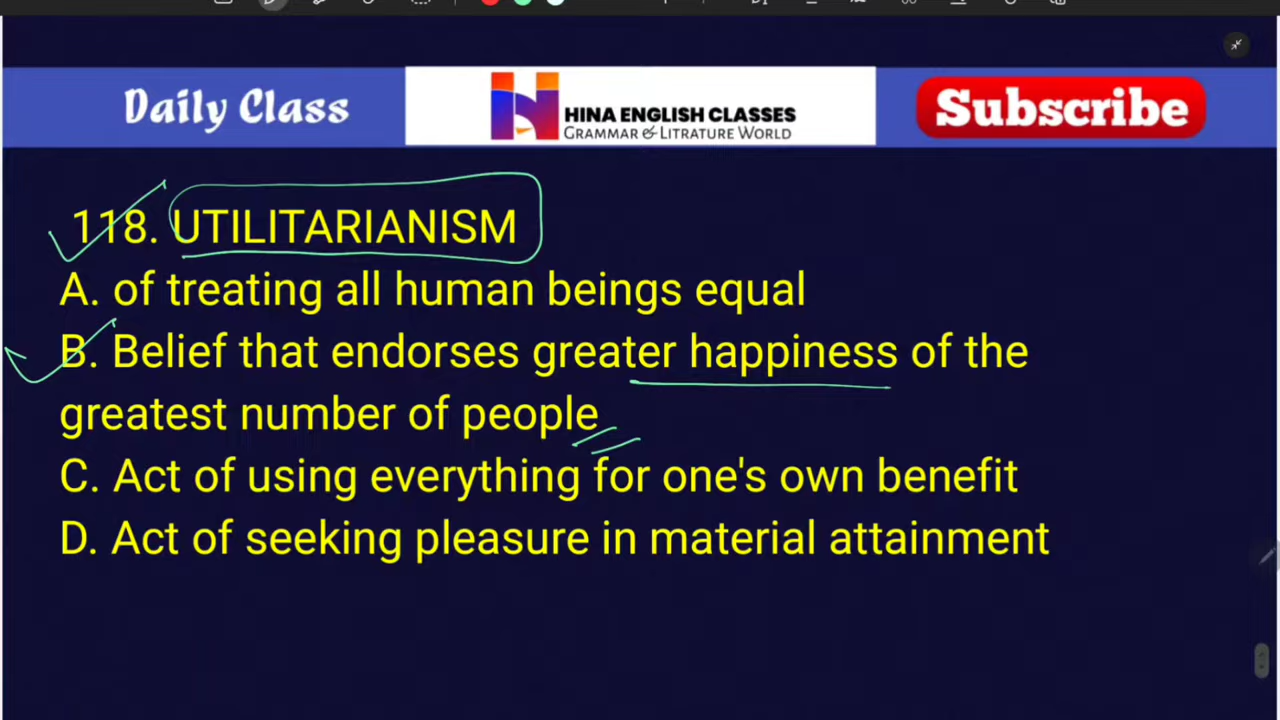 Daily Class
HINA ENGLISH CLASSES
GRAMMAR & LITRATURE WORLD
Subscribe
118. UTILITARIANISM
A. of treating all human beings equal
B. Belief that endorses greater happiness of the
greatest number of people
C. Act of using everything for one's own benefit
D. Act of seeking pleasure in material attainment